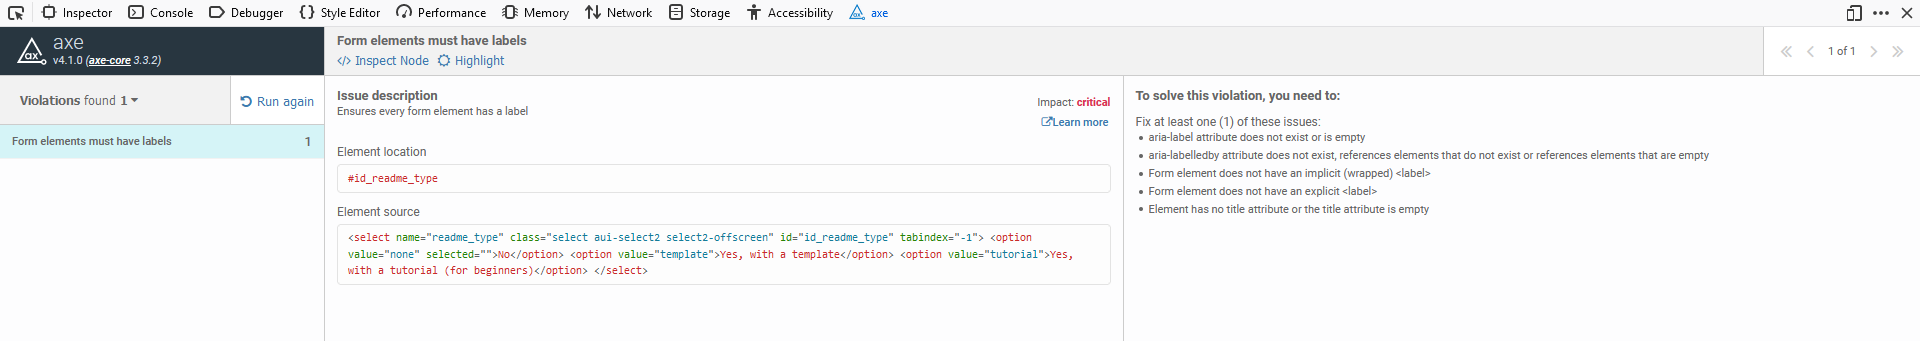 Inspector Console Debugger Style Editor Performance Memory Network Storage Accessibility axe
axe
v4.1.0 (axe-core 3.3.2)
Form elements must have labels
</> Inspect Node Highlight
1 of 1
Violations found 1
Run again
Form elements must have labels 1
Issue description
Ensures every form element has a label
Impact: critical
Learn more
Element location
#id_readme_type
Element source
<select name="readme_type" class="select aui-select2 select2-offscreen" id="id_readme_type" tabindex="-1"> <option
value="none" selected="">No</option> <option value="template">Yes, with a template</option> <option value="tutorial">Yes,
with a tutorial (for beginners)</option> </select>
To solve this violation, you need to:
Fix at least one (1) of these issues:
• aria-label attribute does not exist or is empty
• aria-labelledby attribute does not exist, references elements that do not exist or references elements that are empty
• Form element does not have an implicit (wrapped) <label>
• Form element does not have an explicit <label>
• Element has no title attribute or the title attribute is empty